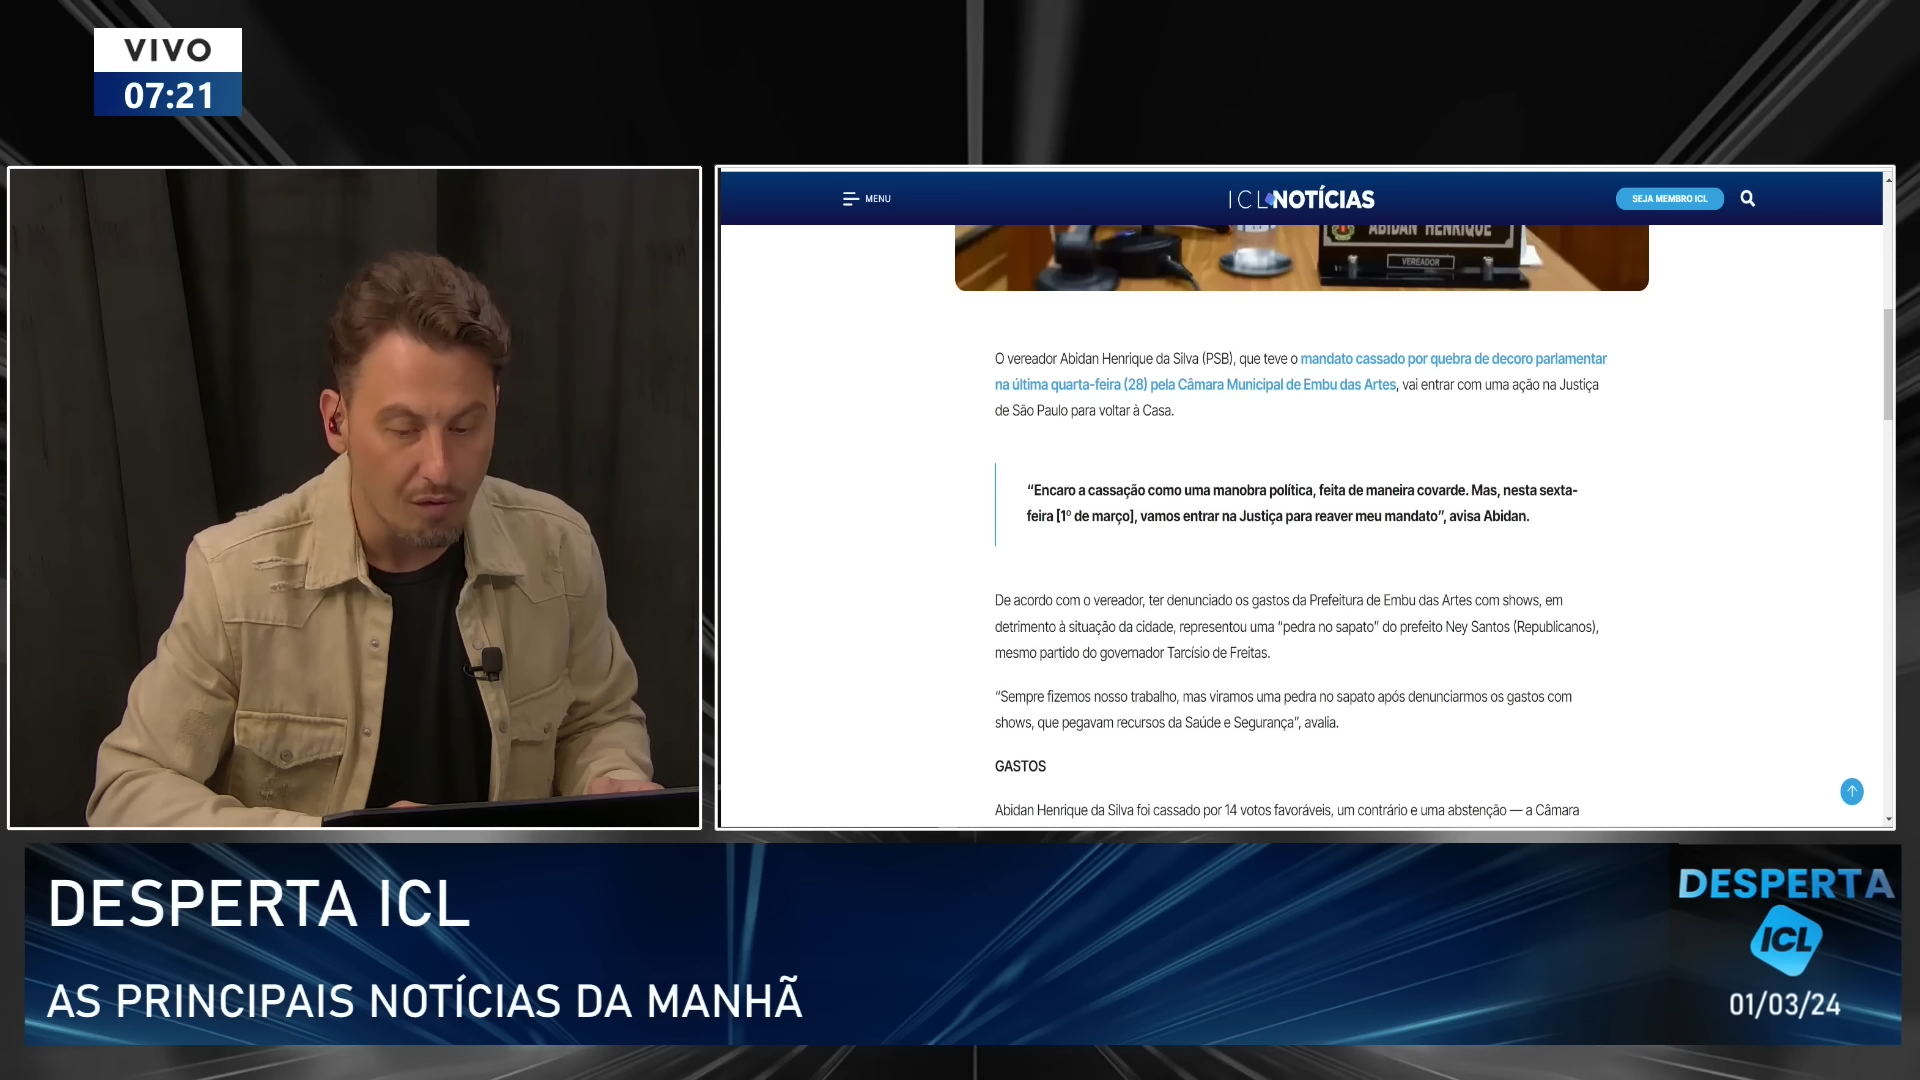 VIVO
07:21
MENU
ICL NOTÍCIAS
SEJA MEMBRO ICL
ABIDAN HENRIQUE
VEREADOR
O vereador Abidan Henrique da Silva (PSB), que teve o mandato cassado por quebra de decoro parlamentar
na última quarta-feira (28) pela Câmara Municipal de Embu das Artes, vai entrar com uma ação na Justiça
de São Paulo para voltar à Casa.
“Encaro a cassação como uma manobra política, feita de maneira covarde. Mas, nesta sexta-
feira [1º de março], vamos entrar na Justiça para reaver meu mandato”, avisa Abidan.
De acordo com o vereador, ter denunciado os gastos da Prefeitura de Embu das Artes com shows, em
detrimento à situação da cidade, representou uma “pedra no sapato” do prefeito Ney Santos (Republicanos),
mesmo partido do governador Tarcísio de Freitas.
“Sempre fizemos nosso trabalho, mas viramos uma pedra no sapato após denunciarmos os gastos com
shows, que pegavam recursos da Saúde e Segurança”, avalia.
GASTOS
Abidan Henrique da Silva foi cassado por 14 votos favoráveis, um contrário e uma abstenção — a Câmara
DESPERTA ICL
AS PRINCIPAIS NOTÍCIAS DA MANHÃ
DESPERTA
ICL
01/03/24